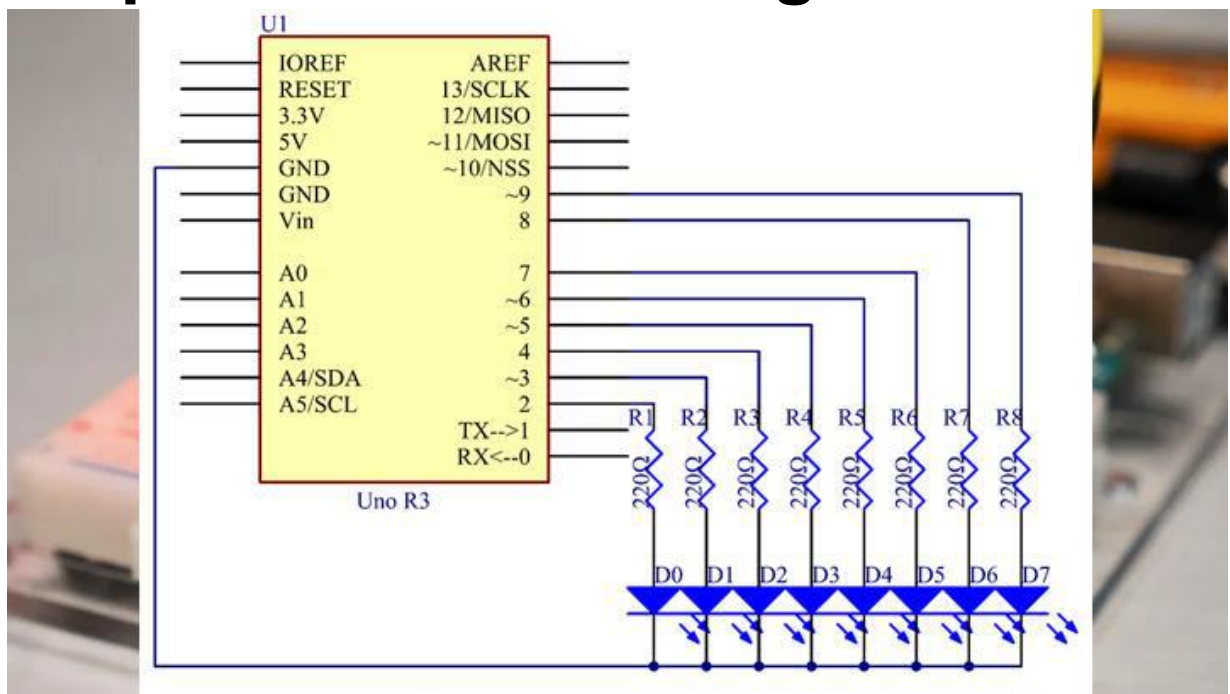 U1
IOREF AREF
RESET 13/SCLK
3.3V 12/MISO
5V ~11/MOSI
GND ~10/NSS
GND ~9
Vin 8
A0 7
A1 ~6
A2 ~5
A3 4
A4/SDA ~3
A5/SCL 2
TX-->1
RX<--0
Uno R3
R1 R2 R3 R4 R5 R6 R7 R8
220Ω 220Ω 220Ω 220Ω 220Ω 220Ω 220Ω 220Ω
D0 D1 D2 D3 D4 D5 D6 D7